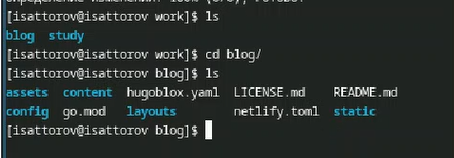 [isattorov@isattorov work]$ ls
blog study
[isattorov@isattorov work]$ cd blog/
[isattorov@isattorov blog]$ ls
assets content hugoblox.yaml LICENSE.md README.md
config go.mod layouts netlify.toml static
[isattorov@isattorov blog]$